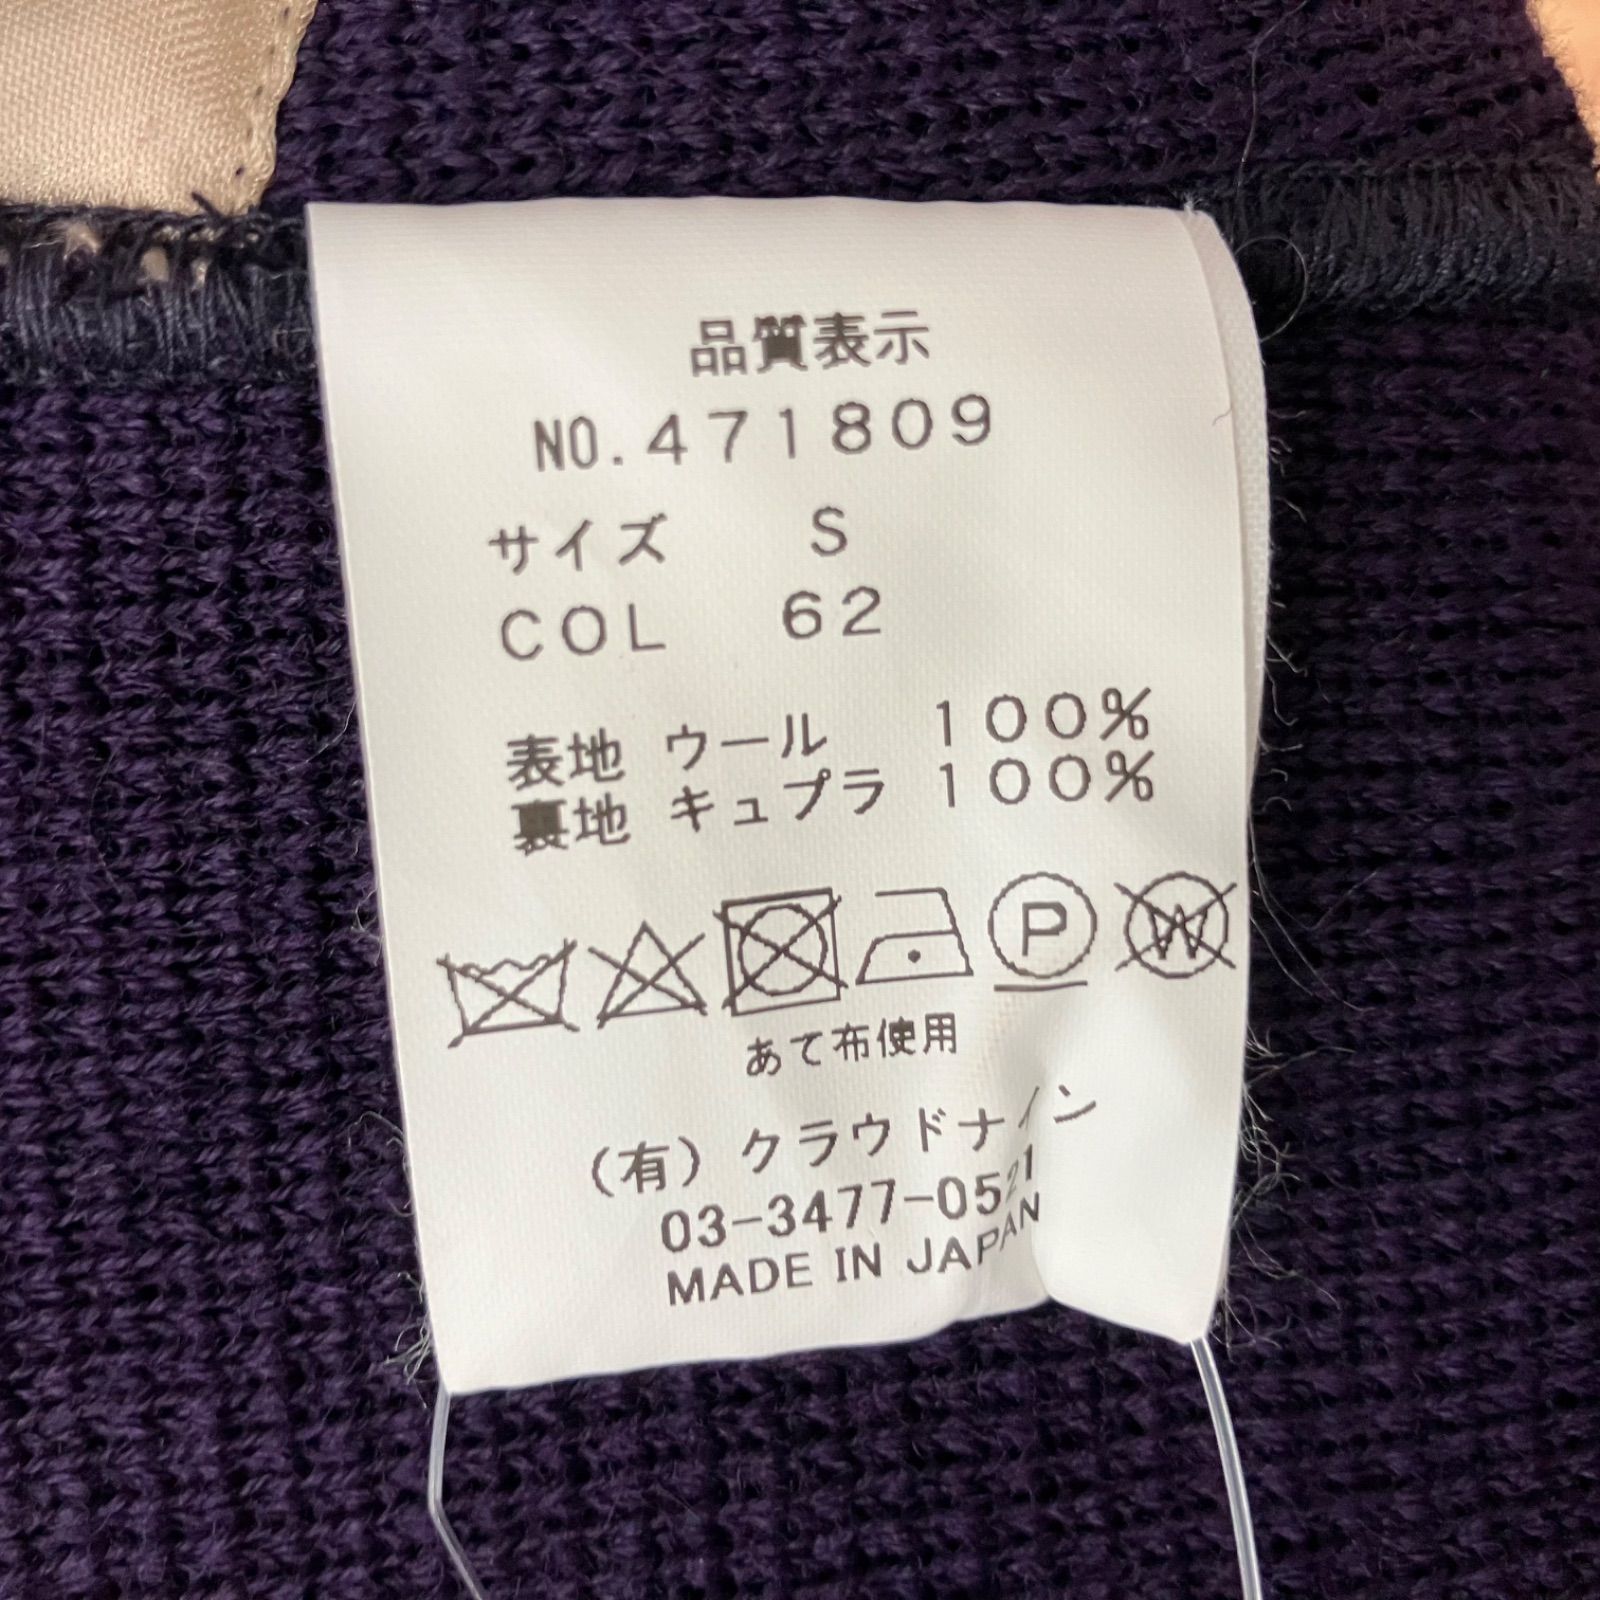 品質表示
NO.471809
サイズ S
COL 62
表地 ウール 100%
裏地 キュプラ 100%
P W
あて布使用
(有)クラウドナイン
03-3477-0521
MADE IN JAPAN